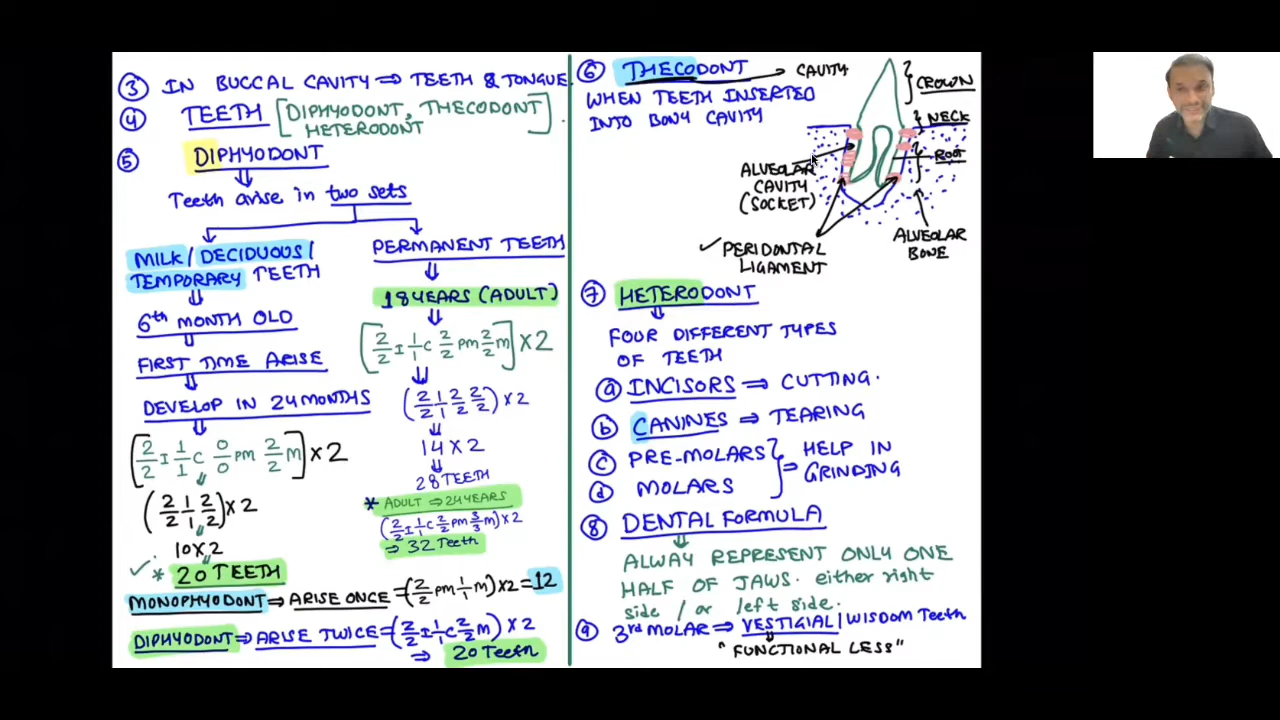 ③ IN BUCCAL CAVITY ⇒ TEETH & TONGUE.
④ TEETH [DIPHYODONT, THECODONT
HETERODONT].
⑤ DIPHYODONT
⇓
Teeth arise in two sets
MILK/DECIDUOUS/
TEMPORARY TEETH
⇓
6th MONTH OLD
⇓
FIRST TIME ARISE
⇓
DEVELOP IN 24 MONTHS
⇓
[2/2 I 1/1 C 0/0 pm 2/2 M] × 2
↓
(2/2 1/1 2/2) × 2
↓
10 × 2
↓
✓ * 20 TEETH
PERMANENT TEETH
⇓
18 YEARS (ADULT)
⇓
[2/2 I 1/1 C 2/2 pm 2/2 M] × 2
⇓
(2/2 1/1 2/2 2/2) × 2
⇓
14 × 2
↓
28 TEETH
* ADULT ⇒ 24 YEARS
(2/2 I 1/1 C 2/2 pm 3/3 M) × 2
⇒ 32 Teeth
MONOPHYODONT ⇒ ARISE ONCE = (2/2 pm 1/1 M) × 2 = 12
DIPHYODONT ⇒ ARISE TWICE = (2/2 I 1/1 C 2/2 M) × 2
⇒ 20 Teeth
⑥ THECODONT → CAVITY
WHEN TEETH INSERTED
INTO BONY CAVITY
CROWN
NECK
ROOT
ALVEOLAR
CAVITY
(SOCKET)
✓ PERIDONTAL
LIGAMENT
ALVEOLAR
BONE
⑦ HETERODONT
⇓
FOUR DIFFERENT TYPES
OF TEETH
ⓐ INCISORS ⇒ CUTTING.
ⓑ CANINES ⇒ TEARING
ⓒ PRE-MOLARS
ⓓ MOLARS
} ⇒ HELP IN
GRINDING
⑧ DENTAL FORMULA
⇓
ALWAY REPRESENT ONLY ONE
HALF OF JAWS. either right
side / or left side.
⑨ 3rd MOLAR ⇒ VESTIGIAL | WISDOM Teeth
⇓
"FUNCTIONAL LESS"